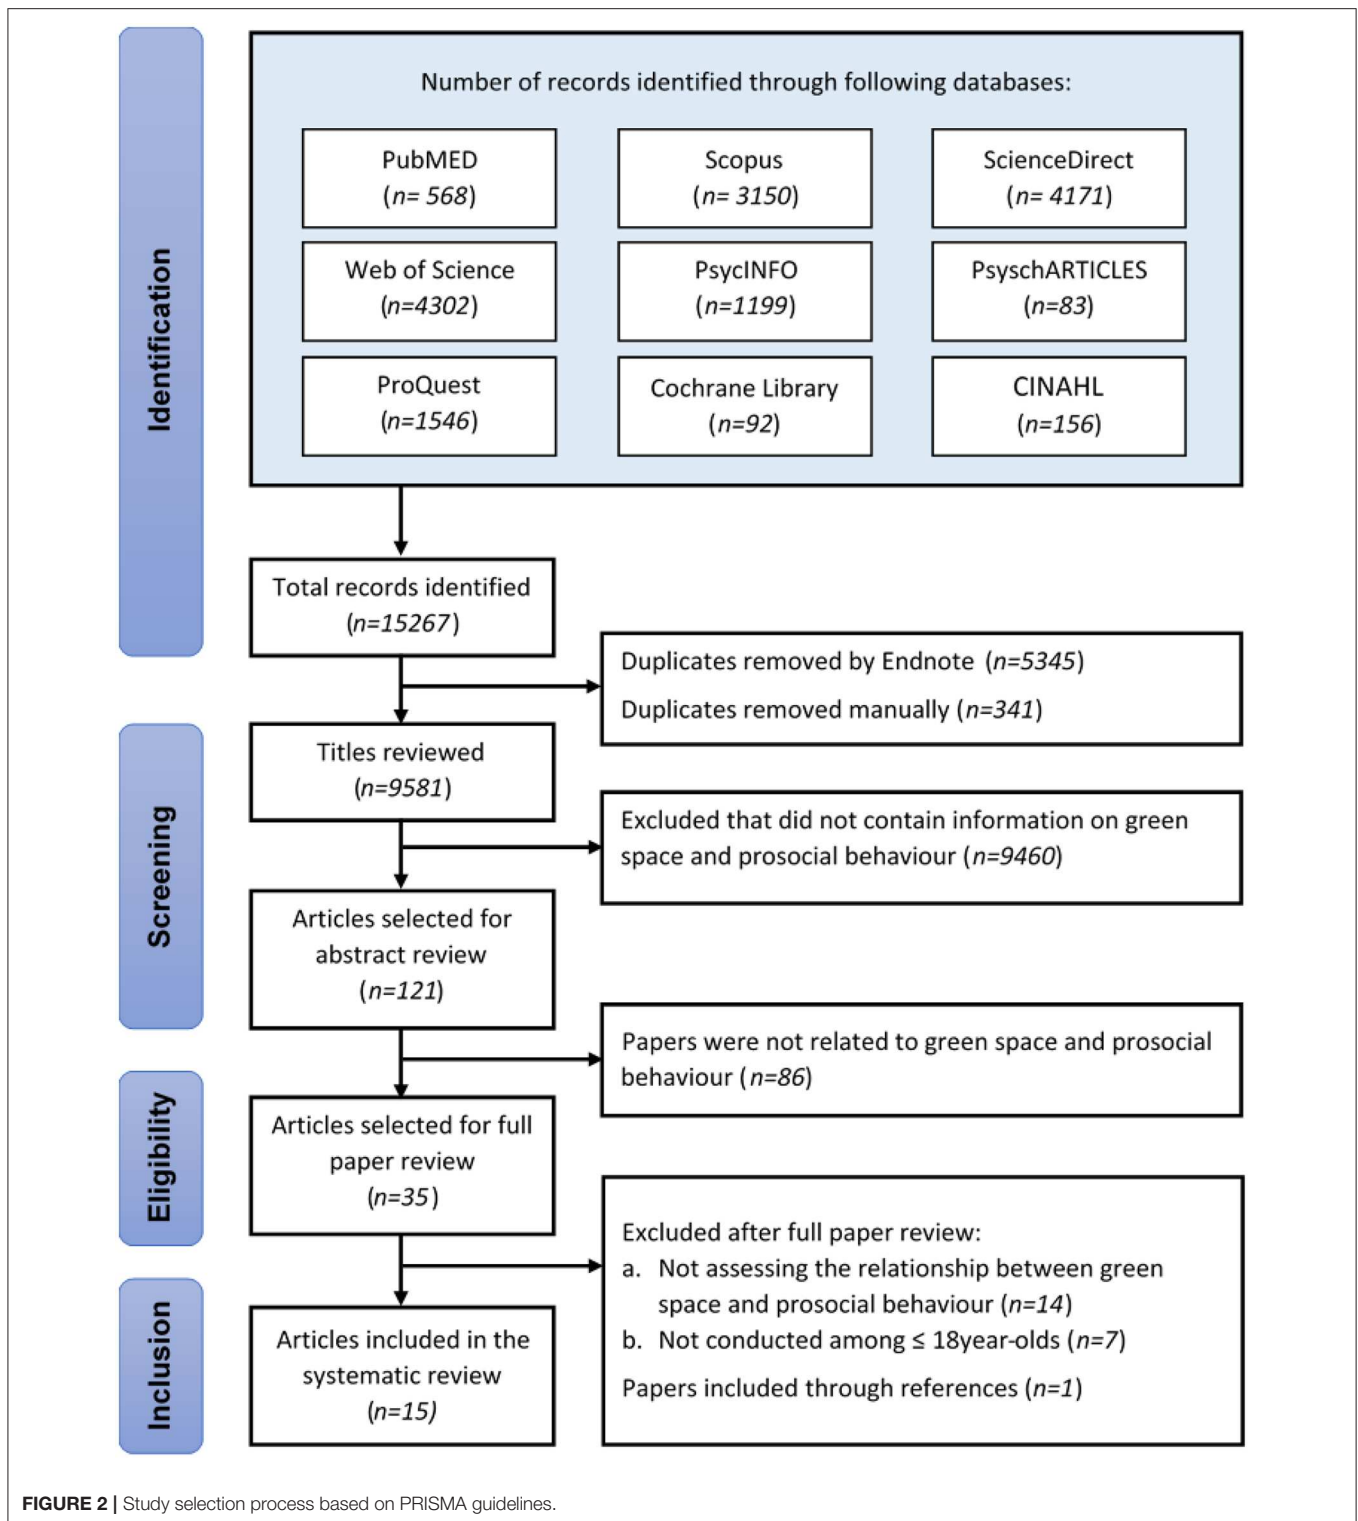 Identification
Number of records identified through following databases:
PubMED
(n= 568)
Scopus
(n= 3150)
ScienceDirect
(n= 4171)
Web of Science
(n=4302)
PsycINFO
(n=1199)
PsyschARTICLES
(n=83)
ProQuest
(n=1546)
Cochrane Library
(n=92)
CINAHL
(n=156)
Total records identified
(n=15267)
Duplicates removed by Endnote (n=5345)
Duplicates removed manually (n=341)
Screening
Titles reviewed
(n=9581)
Excluded that did not contain information on green
space and prosocial behaviour (n=9460)
Articles selected for
abstract review
(n=121)
Papers were not related to green space and prosocial
behaviour (n=86)
Eligibility
Articles selected for full
paper review
(n=35)
Excluded after full paper review:
a. Not assessing the relationship between green
space and prosocial behaviour (n=14)
b. Not conducted among ≤ 18year-olds (n=7)
Papers included through references (n=1)
Inclusion
Articles included in the
systematic review
(n=15)
FIGURE 2 | Study selection process based on PRISMA guidelines.